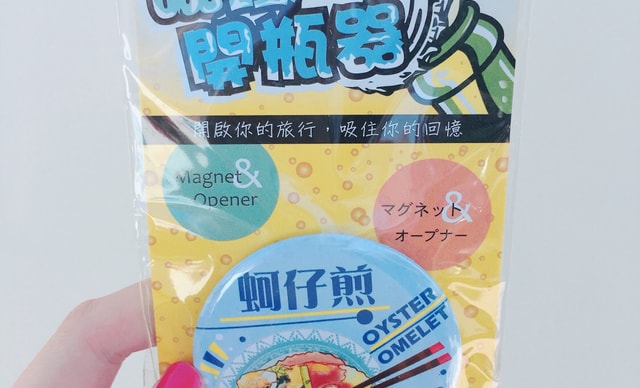 開瓶器
開啟你的旅行，吸住你的回憶
Magnet &
Opener
マグネット &
オープナー
蚵仔煎
OYSTER
OMELET